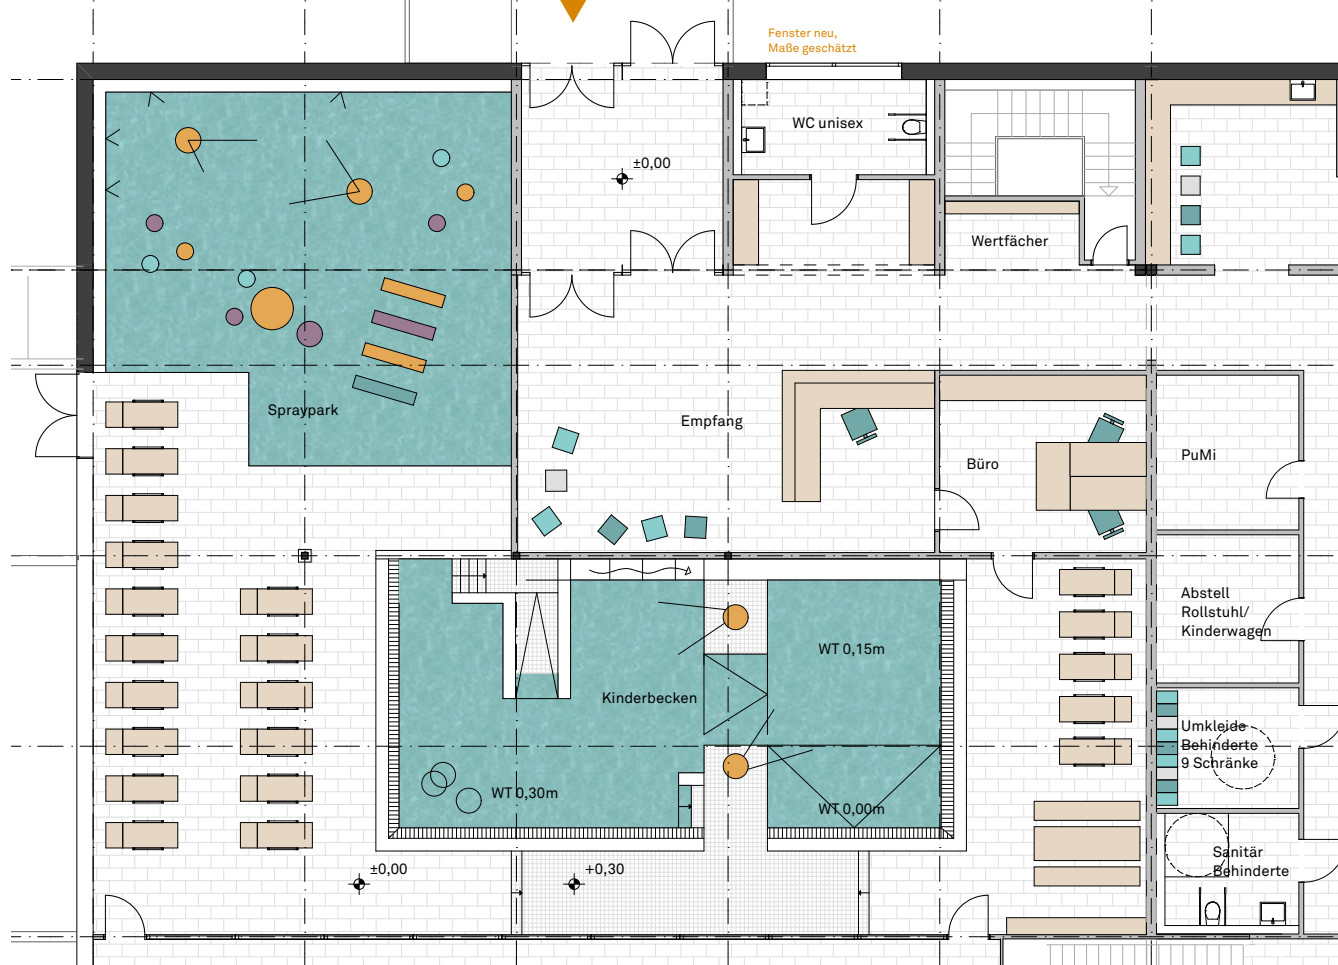 Fenster neu,
Maße geschätzt
WC unisex
±0,00
Wertfächer
Spraypark
Empfang
Büro
PuMi
Abstell
Rollstuhl/
Kinderwagen
WT 0,15m
Kinderbecken
Umkleide
Behinderte
9 Schränke
WT 0,30m
WT 0,00m
Sanitär
Behinderte
±0,00
+0,30